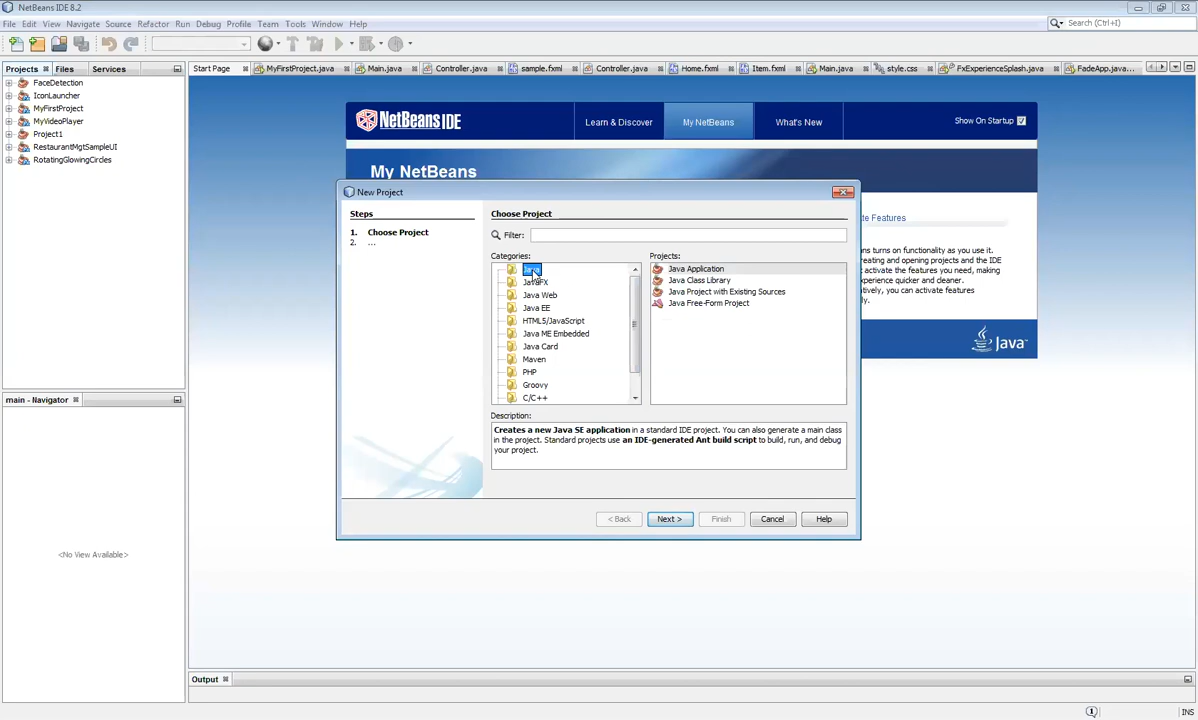 NetBeans IDE 8.2
File Edit View Navigate Source Refactor Run Debug Profile Team Tools Window Help
Search (Ctrl+I)
Projects Files Services
Start Page MyFirstProject.java Main.java Controller.java sample.fxml Controller.java Home.fxml Item.fxml Main.java style.css FxExperienceSplash.java FadeApp.java...
FaceDetection
IconLauncher
MyFirstProject
MyVideoPlayer
Project1
RestaurantMgtSampleUI
RotatingGlowingCircles
main - Navigator
<No View Available>
NetBeans IDE
Learn & Discover
My NetBeans
What's New
Show On Startup
My NetBeans
te Features
ans turns on functionality as you use it.
creating and opening projects and the IDE
st activate the features you need, making
xperience quicker and cleaner.
atively, you can activate features
y.
Java
New Project
Steps
1. Choose Project
2. ...
Choose Project
Filter:
Categories:
Java
JavaFX
Java Web
Java EE
HTML5/JavaScript
Java ME Embedded
Java Card
Maven
PHP
Groovy
C/C++
Projects:
Java Application
Java Class Library
Java Project with Existing Sources
Java Free-Form Project
Description:
Creates a new Java SE application in a standard IDE project. You can also generate a main class
in the project. Standard projects use an IDE-generated Ant build script to build, run, and debug
your project.
< Back Next > Finish Cancel Help
Output
INS